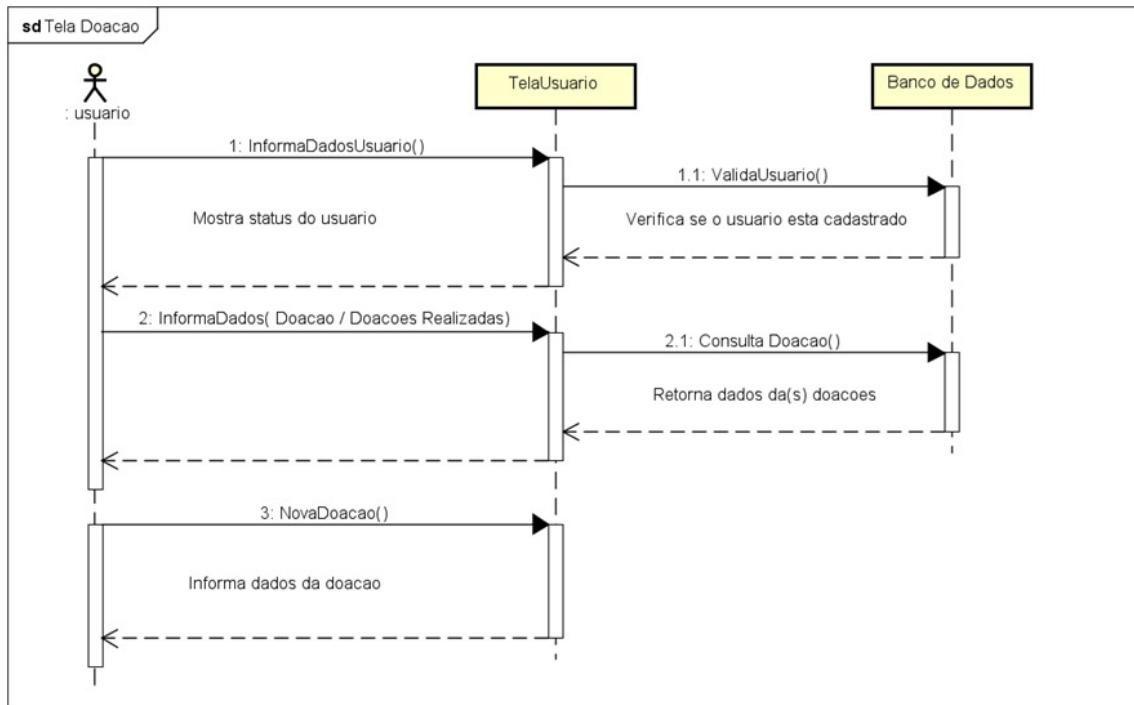 sd Tela Doacao
: usuario
TelaUsuario
Banco de Dados
1: InformaDadosUsuario()
1.1: ValidaUsuario()
Mostra status do usuario
Verifica se o usuario esta cadastrado
2: InformaDados( Doacao / Doacoes Realizadas)
2.1: Consulta Doacao()
Retorna dados da(s) doacoes
3: NovaDoacao()
Informa dados da doacao